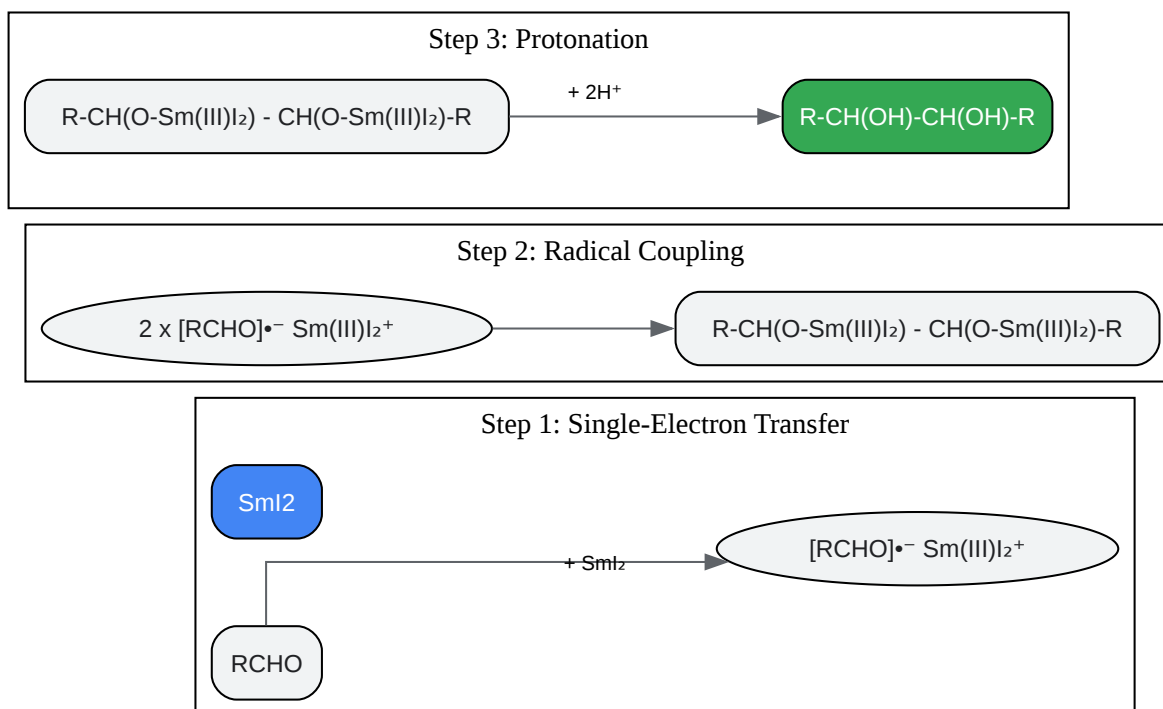 Step 3: Protonation
R-CH(O-Sm(III)I₂) - CH(O-Sm(III)I₂)-R
+ 2H⁺
R-CH(OH)-CH(OH)-R
Step 2: Radical Coupling
2 x [RCHO]•⁻ Sm(III)I₂⁺
R-CH(O-Sm(III)I₂) - CH(O-Sm(III)I₂)-R
Step 1: Single-Electron Transfer
SmI2
[RCHO]•⁻ Sm(III)I₂⁺
+ SmI₂
RCHO